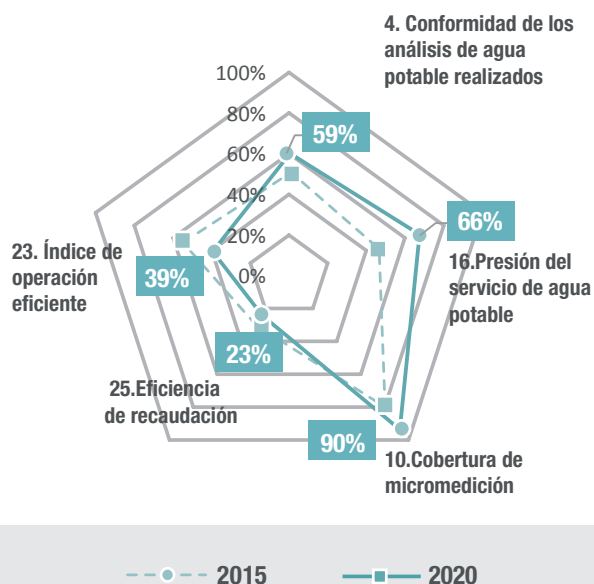 4. Conformidad de los
análisis de agua
potable realizados
100%
80%
60%
40%
20%
0%
59%
66%
16.Presión del
servicio de agua
potable
23. Índice de
operación
eficiente
39%
23%
25.Eficiencia
de recaudación
90%
10.Cobertura de
micromedición
2015
2020